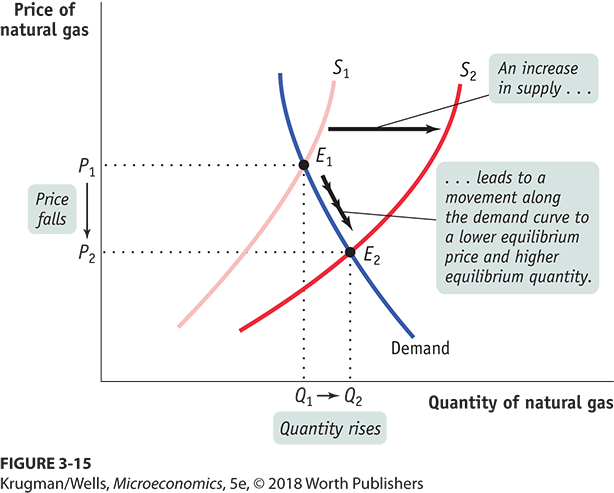 Price of
natural gas
S1
S2
An increase
in supply . . .
P1
E1
Price
falls
. . . leads to a
movement along
the demand curve to
a lower equilibrium
price and higher
equilibrium quantity.
P2
E2
Demand
Q1 → Q2
Quantity of natural gas
Quantity rises
FIGURE 3-15
Krugman/Wells, Microeconomics, 5e, © 2018 Worth Publishers